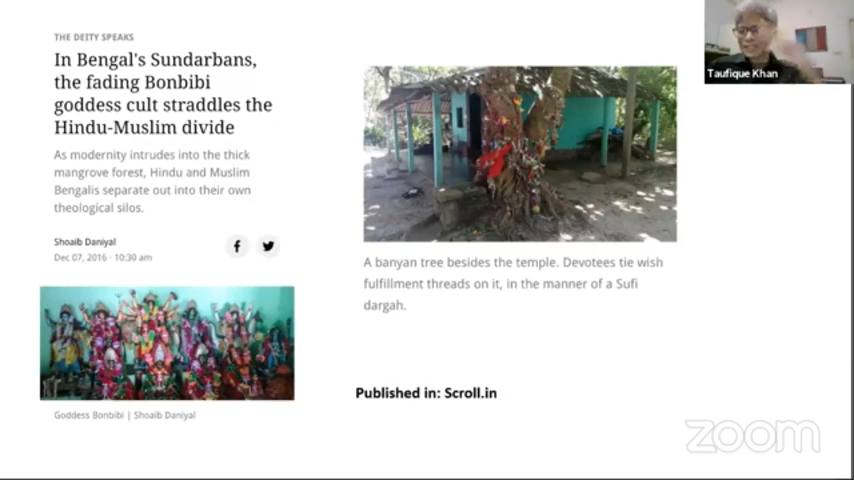 THE DEITY SPEAKS
In Bengal's Sundarbans,
the fading Bonbibi
goddess cult straddles the
Hindu-Muslim divide
As modernity intrudes into the thick
mangrove forest, Hindu and Muslim
Bengalis separate out into their own
theological silos.
Shoaib Daniyal
Dec 07, 2016 · 10:30 am
Goddess Bonbibi | Shoaib Daniyal
A banyan tree besides the temple. Devotees tie wish
fulfillment threads on it, in the manner of a Sufi
dargah.
Published in: Scroll.in
Taufique Khan
zoom